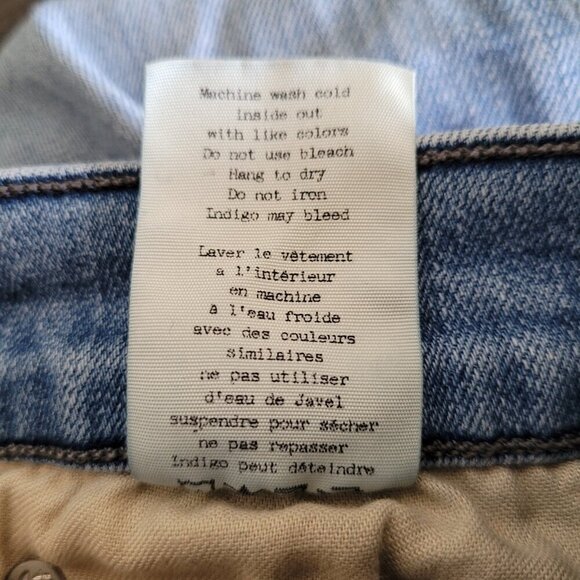 Machine wash cold
Inside out
with like colors
Do not use bleach
Hang to dry
Do not iron
Indigo may bleed
Laver le vêtement
a l'intérieur
en machine
à l'eau froide
avec des couleurs
similaires
ne pas utiliser
d'eau de Javel
suspendre pour sécher
ne pas repasser
Indigo peut déteindre